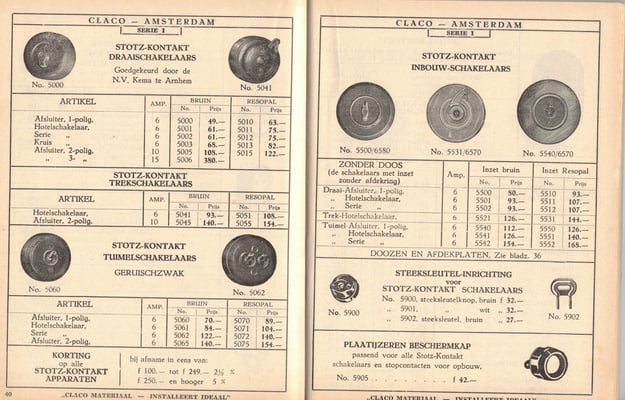 CLACO — AMSTERDAM
SERIE I
STOTZ-KONTAKT
DRAAISCHAKELAARS
Goedgekeurd door de
N.V. Kema te Arnhem
No. 5000
No. 5041
ARTIKEL AMP. BRUIN RESOPAL
No. Prijs No. Prijs
Afsluiter, 1-polig, 6 5000 49.— 5010 63.—
Hotelschakelaar, 6 5001 61.— 5011 75.—
Serie „ 6 5002 61.— 5012 75.—
Kruis „ 6 5003 68.— 5013 82.—
Afsluiter, 2-polig, 10 5005 108.— 5015 122.—
„ 3- „ 15 5006 380.—
STOTZ-KONTAKT
TREKSCHAKELAARS
AMP. BRUIN RESOPAL
No. Prijs No. Prijs
Hotelschakelaar, 6 5041 93.— 5051 108.—
Afsluiter, 2-polig, 10 5045 140.— 5055 154.—
STOTZ-KONTAKT
TUIMELSCHAKELAARS
GERUISCHZWAK
No. 5060
No. 5062
ARTIKEL AMP. BRUIN RESOPAL
No. Prijs No. Prijs
Afsluiter, 1-polig, 6 5060 70.— 5070 89.—
Hotelschakelaar, 6 5061 84.— 5071 104.—
Serie „ 6 5062 122.— 5072 140.—
Afsluiter, 2-polig, 6 5065 140.— 5075 154.—
KORTING
op alle
STOTZ-KONTAKT
APPARATEN
bij afname in eens van:
f 100.— tot f 249.— 2½ %
f 250.— en hooger 5 %
40
„CLACO MATERIAAL — INSTALLEERT IDEAAL”
CLACO — AMSTERDAM
SERIE I
STOTZ-KONTAKT
INBOUW-SCHAKELAARS
No. 5500/6580
No. 5531/6570
No. 5540/6570
ZONDER DOOS
(de schakelaars met inzet
zonder afdekring)
Amp. Inzet bruin Inzet Resopal
No. Prijs No. Prijs
Draai-Afsluiter, 1-polig, 6 5500 80.— 5510 93.—
„ Hotelschakelaar, 6 5501 93.— 5511 107.—
„ Serie „ 6 5502 93.— 5512 107.—
Trek-Hotelschakelaar, 6 5521 126.— 5531 144.—
Tuimel-Afsluiter, 1-polig, 6 5540 112.— 5550 126.—
„ Hotelschakelaar, 6 5541 126.— 5551 140.—
„ Serie „ 6 5542 154.— 5552 168.—
DOOZEN EN AFDEKPLATEN, Zie bladz. 36
STEEKSLEUTEL-INRICHTING
voor
STOTZ-KONTAKT SCHAKELAARS
No. 5900, steeksleutelknop, bruin f 32.—
„ 5901, „ wit „ 32.—
„ 5902, steeksleutel, bruin „ 27.—
No. 5900
No. 5902
PLAATIJZEREN BESCHERMKAP
passend voor alle Stotz-Kontakt
schakelaars en stopcontacten voor opbouw,
No. 5905 . . . . . . . . f 42.—
„CLACO MATERIAAL — INSTALLEERT IDEAAL”